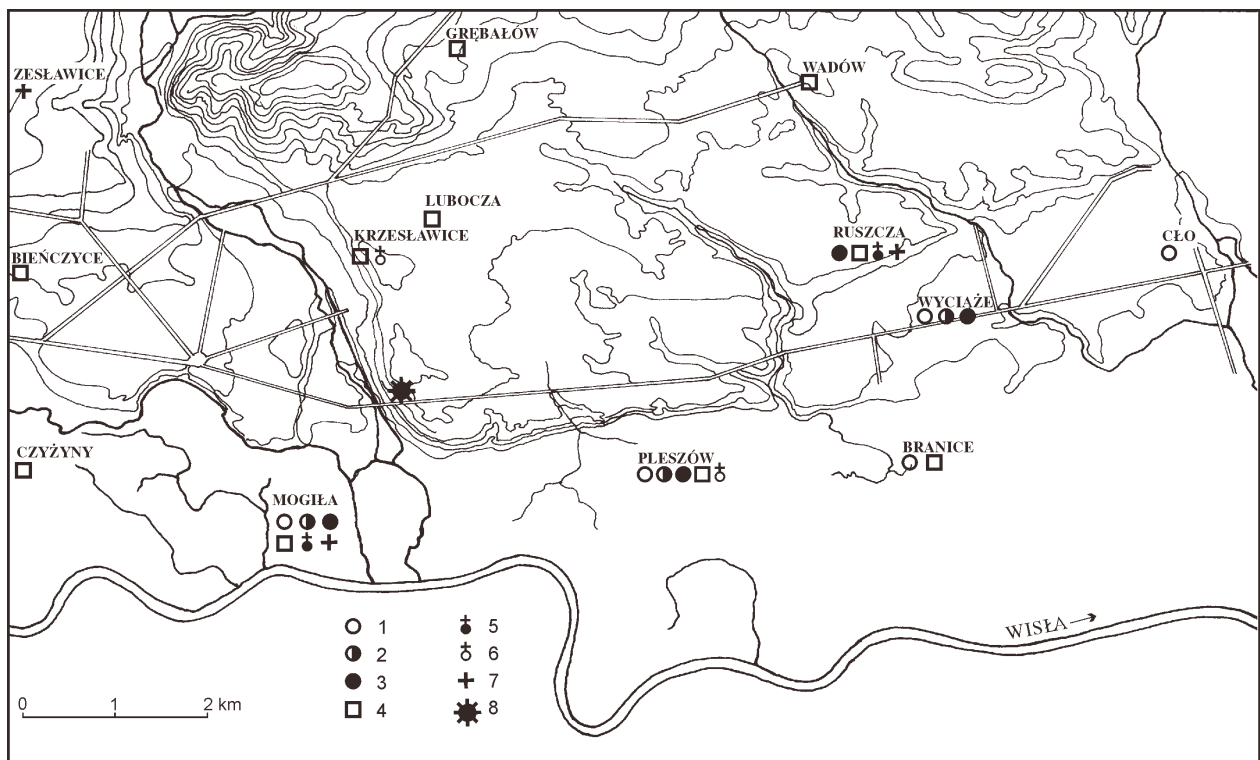 GRĘBAŁÓW
ZESŁAWICE
WADÓW
LUBOCZA
KRZESŁAWICE
RUSZCZA
CŁO
BIEŃCZYCE
WYCIĄŻE
CZYŻYNY
PLESZÓW
BRANICE
MOGIŁA
WISŁA
1
2
3
4
5
6
7
8
0 1 2 km